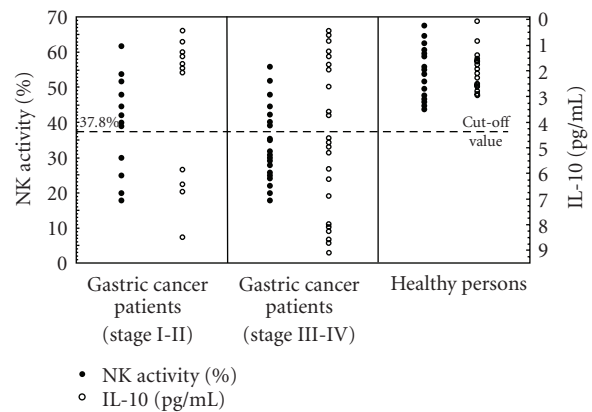 NK activity (%)
70
60
50
40
30
20
10
0
37.8%
Cut-off
value
0
1
2
3
4
5
6
7
8
9
IL-10 (pg/mL)
Gastric cancer
patients
(stage I-II)
Gastric cancer
patients
(stage III-IV)
Healthy persons
NK activity (%)
IL-10 (pg/mL)